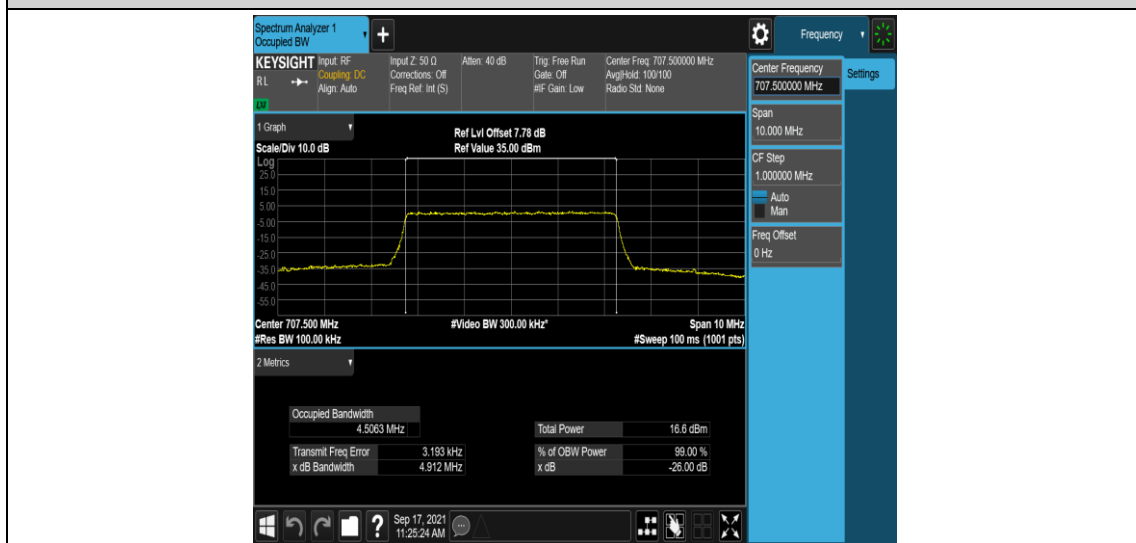 Spectrum Analyzer 1
Occupied BW
+
Frequency
KEYSIGHT
RL
LXI
Input: RF
Coupling: DC
Align: Auto
Input Z: 50 Ω
Corrections: Off
Freq Ref: Int (S)
Atten: 40 dB
Trig: Free Run
Gate: Off
#IF Gain: Low
Center Freq: 707.500000 MHz
Avg|Hold: 100/100
Radio Std: None
Center Frequency
707.500000 MHz
Settings
Span
10.000 MHz
CF Step
1.000000 MHz
Auto
Man
Freq Offset
0 Hz
1 Graph
Scale/Div 10.0 dB
Ref Lvl Offset 7.78 dB
Ref Value 35.00 dBm
Log
25.0
15.0
5.00
-5.00
-15.0
-25.0
-35.0
-45.0
-55.0
Center 707.500 MHz
#Res BW 100.00 kHz
#Video BW 300.00 kHz*
Span 10 MHz
#Sweep 100 ms (1001 pts)
2 Metrics
Occupied Bandwidth
4.5063 MHz
Total Power 16.6 dBm
Transmit Freq Error 3.193 kHz
% of OBW Power 99.00 %
x dB Bandwidth 4.912 MHz
x dB -26.00 dB
?
Sep 17, 2021
11:25:24 AM